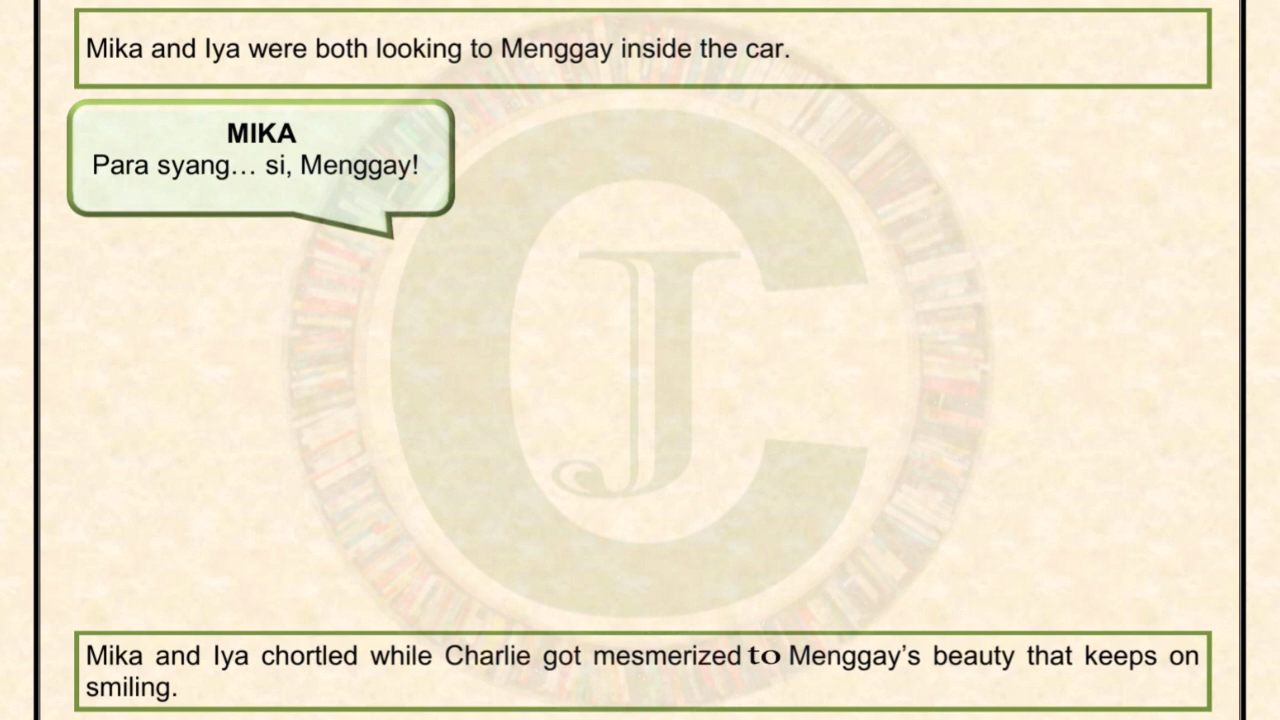 Mika and Iya were both looking to Menggay inside the car.
MIKA
Para syang… si, Menggay!
CJ
Mika and Iya chortled while Charlie got mesmerized to Menggay’s beauty that keeps on
smiling.